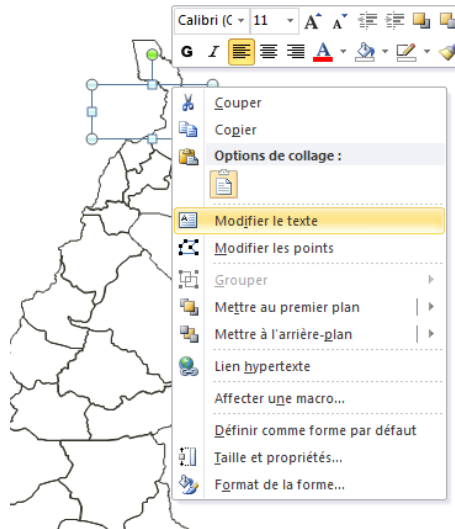 Calibri (C 11 A A
G I A
Couper
Copier
Options de collage :
Modifier le texte
Modifier les points
Grouper
Mettre au premier plan
Mettre à l'arrière-plan
Lien hypertexte
Affecter une macro...
Définir comme forme par défaut
Taille et propriétés...
Format de la forme...